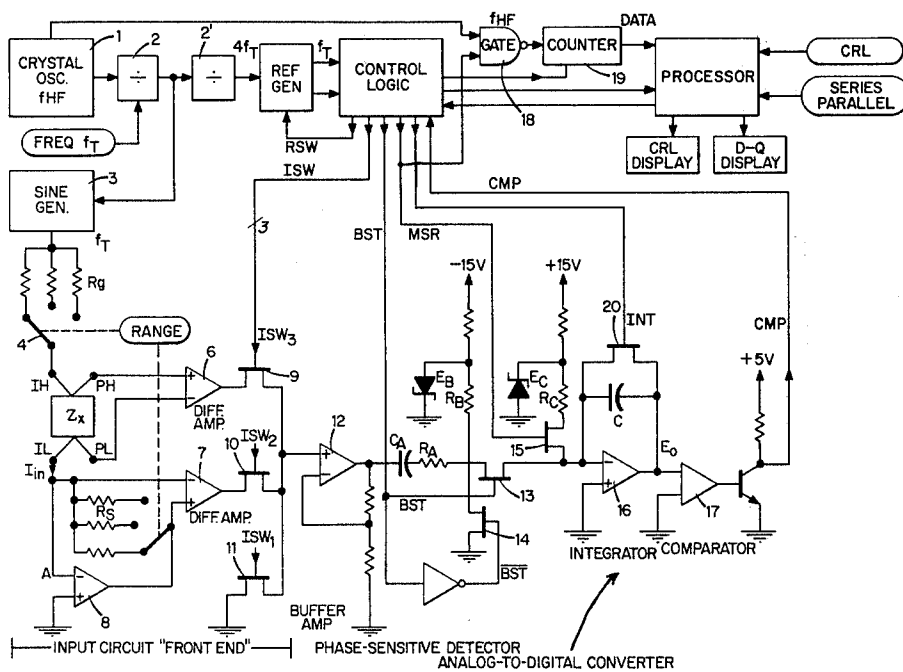 1
CRYSTAL
OSC.
fHF
2
÷
2'
÷
4fT
REF
GEN
fT
CONTROL
LOGIC
fHF
GATE
18
COUNTER
19
DATA
PROCESSOR
CRL
SERIES
PARALLEL
FREQ fT
RSW
CRL
DISPLAY
D-Q
DISPLAY
ISW
3
SINE
GEN.
fT
3
BST
MSR
CMP
Rg
4
RANGE
-15V
+15V
20
INT
CMP
+5V
ISW3
6
9
IH
PH
Zx
DIFF. AMP.
EB
RB
EC
RC
15
C
IL
PL
Iin
7
10
ISW2
12
CA
RA
13
E0
16
17
RS
DIFF. AMP.
BST
14
ISW1
11
INTEGRATOR
COMPARATOR
A
8
BST
BUFFER
AMP
INPUT CIRCUIT "FRONT END"
PHASE-SENSITIVE DETECTOR
ANALOG-TO-DIGITAL CONVERTER